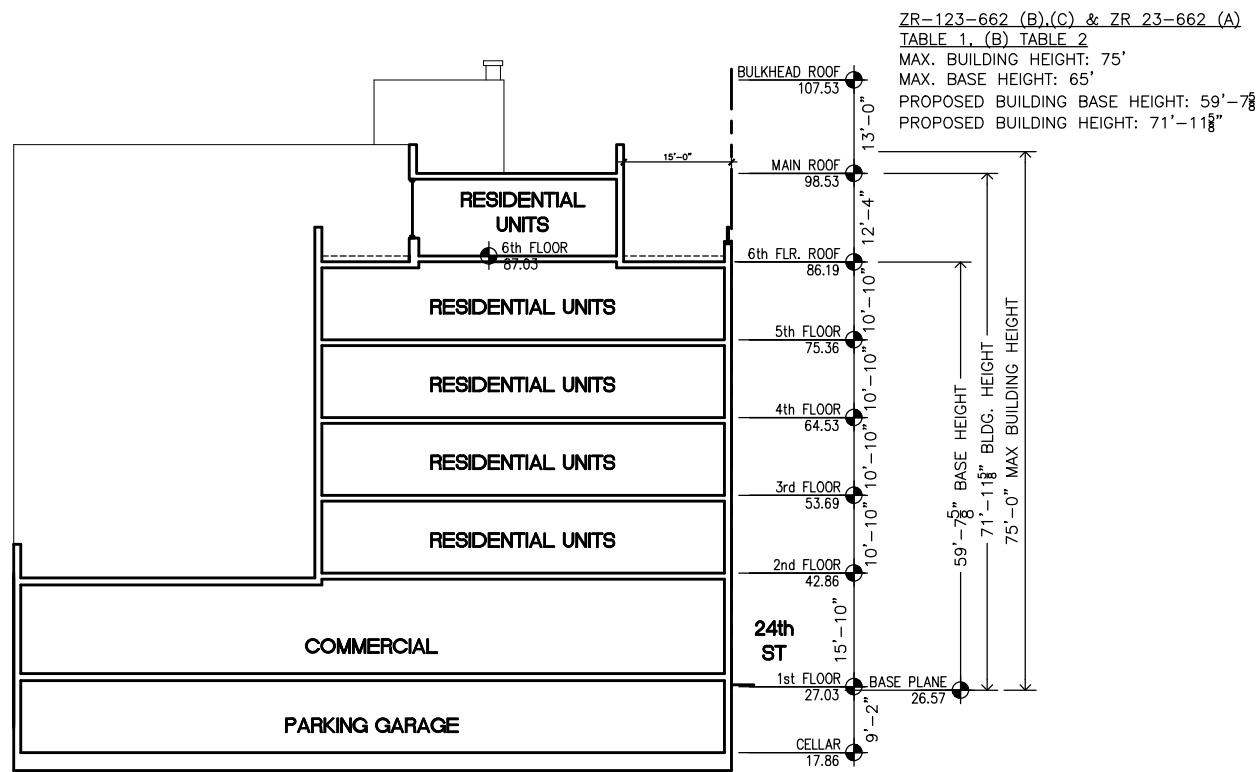 ZR-123-662 (B),(C) & ZR 23-662 (A)
TABLE 1, (B) TABLE 2
MAX. BUILDING HEIGHT: 75'
MAX. BASE HEIGHT: 65'
PROPOSED BUILDING BASE HEIGHT: 59'-7⅝
PROPOSED BUILDING HEIGHT: 71'-11⅝"
BULKHEAD ROOF
107.53
13'-0"
15'-0"
MAIN ROOF
98.53
RESIDENTIAL
UNITS
12'-4"
6th FLOOR
87.03
6th FLR. ROOF
86.19
10'-10"
RESIDENTIAL UNITS
5th FLOOR
75.36
10'-10"
RESIDENTIAL UNITS
4th FLOOR
64.53
10'-10"
RESIDENTIAL UNITS
3rd FLOOR
53.69
10'-10"
RESIDENTIAL UNITS
2nd FLOOR
42.86
15'-10"
COMMERCIAL
24th
ST
1st FLOOR
27.03
BASE PLANE
26.57
9'-2"
PARKING GARAGE
CELLAR
17.86
59'-7⅝" BASE HEIGHT
71'-11⅝" BLDG. HEIGHT
75'-0" MAX BUILDING HEIGHT